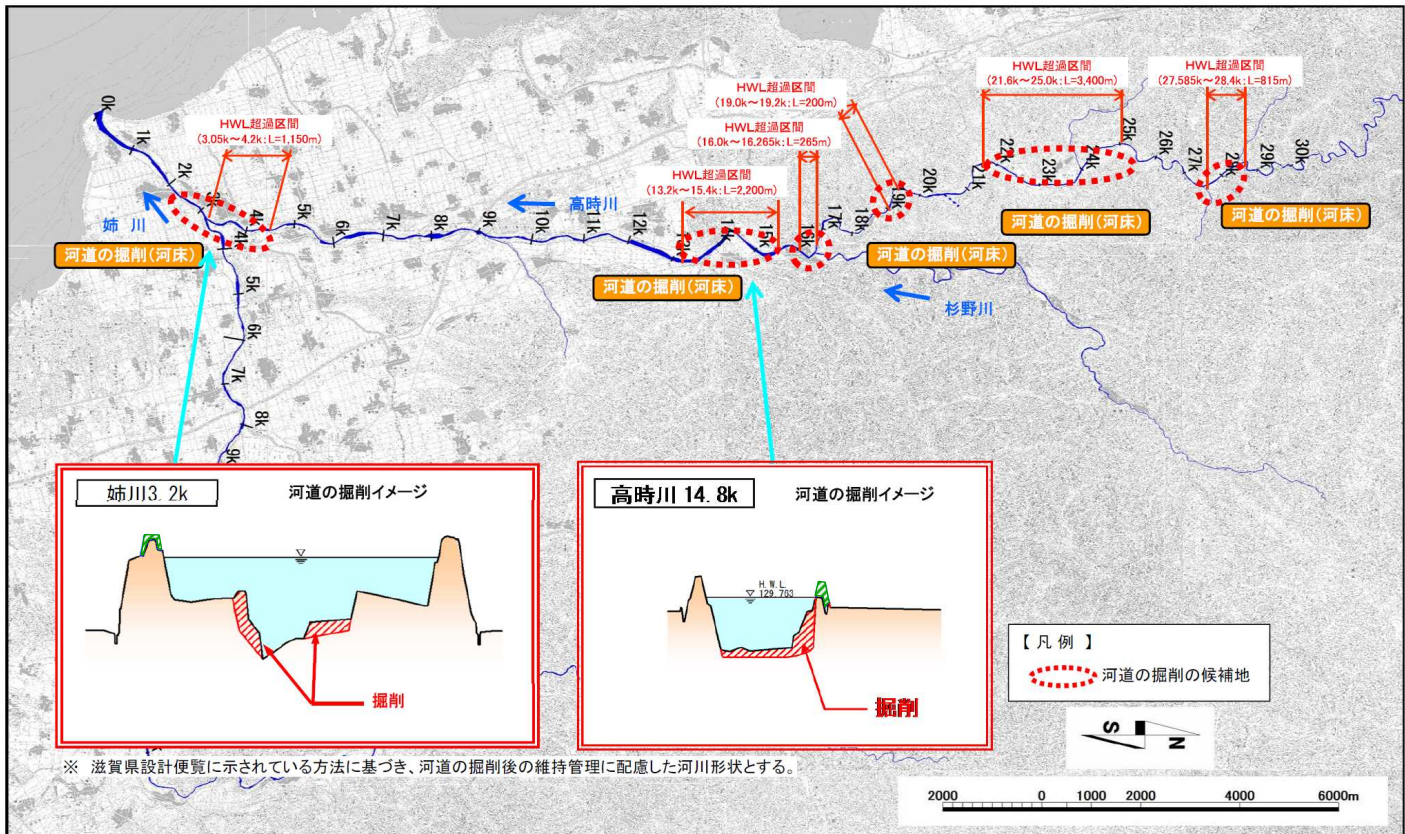 HWL超過区間
(3.05k~4.2k:L=1,150m)
HWL超過区間
(13.2k~15.4k:L=2,200m)
HWL超過区間
(16.0k~16.265k:L=265m)
HWL超過区間
(19.0k~19.2k:L=200m)
HWL超過区間
(21.6k~25.0k:L=3,400m)
HWL超過区間
(27.585k~28.4k:L=815m)
0k
1k
2k
3k
4k
5k
6k
7k
8k
9k
10k
11k
12k
13k
14k
15k
16k
17k
18k
19k
20k
21k
22k
23k
24k
25k
26k
27k
28k
29k
30k
4k
5k
6k
7k
8k
9k
姉 川
高時川
杉野川
河道の掘削(河床)
河道の掘削(河床)
河道の掘削(河床)
河道の掘削(河床)
河道の掘削(河床)
姉川3.2k
河道の掘削イメージ
掘削
高時川 14.8k
河道の掘削イメージ
H.W.L.
129.763
掘削
【 凡 例 】
河道の掘削の候補地
S
N
※ 滋賀県設計便覧に示されている方法に基づき、河道の掘削後の維持管理に配慮した河川形状とする。
2000 0 1000 2000 4000 6000m